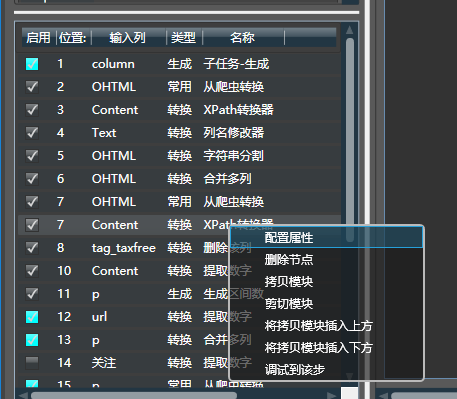 启用 位置: 输入列 类型 名称
1 column 生成 子任务-生成
2 OHTML 常用 从爬虫转换
3 Content 转换 XPath转换器
4 Text 转换 列名修改器
5 OHTML 转换 字符串分割
6 OHTML 转换 合并多列
7 OHTML 常用 从爬虫转换
7 Content 转换 XPath转换器
配置属性
8 tag_taxfree 转换 删除该列
删除节点
10 Content 转换 提取数字
拷贝模块
11 p 生成 生成区间数
剪切模块
12 url 转换 提取数字
将拷贝模块插入上方
13 p 转换 合并多列
将拷贝模块插入下方
14 关注 转换 提取数字
调试到该步
15 p 常用 从爬虫转换